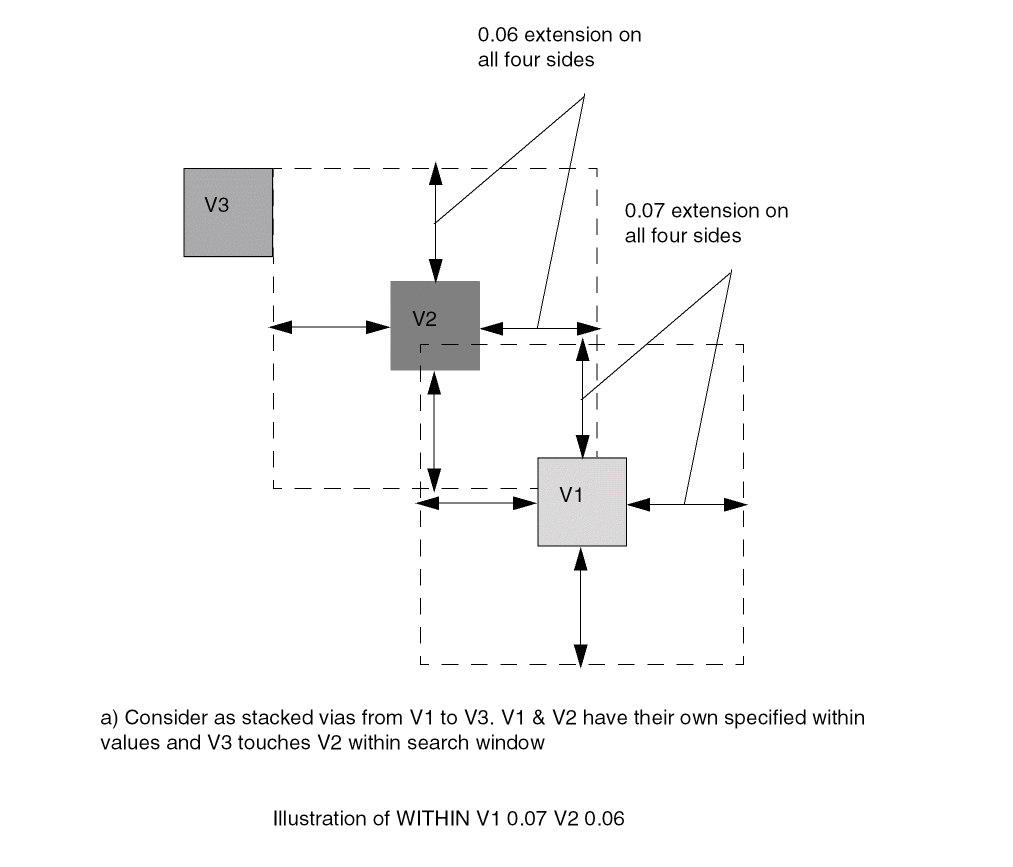 0.06 extension on
all four sides
V3
0.07 extension on
all four sides
V2
V1
a) Consider as stacked vias from V1 to V3. V1 & V2 have their own specified within
values and V3 touches V2 within search window
Illustration of WITHIN V1 0.07 V2 0.06